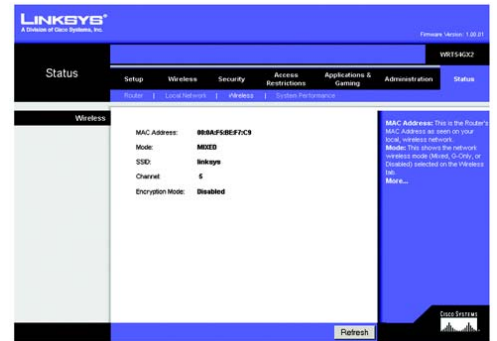 LINKSYS®
A Division of Cisco Systems, Inc.
Firmware Version: 1.00.01
WRT54GX2
Status
Setup Wireless Security Access Restrictions Applications & Gaming Administration Status
Router | Local Network | Wireless | System Performance
Wireless
MAC Address: 00:0A:F5:BE:F7:C9
Mode: MIXED
SSID: linksys
Channel: 5
Encryption Mode: Disabled
MAC Address: This is the Router's
MAC Address as seen on your
local, wireless network.
Mode: This shows the network
wireless mode (Mixed, G-Only, or
Disabled) selected on the Wireless
tab.
More...
Refresh
CISCO SYSTEMS